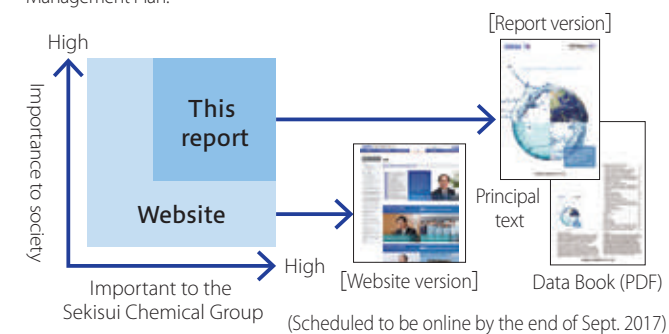 Management Plan.
[Report version]
High
Importance to society
This
report
Website
Principal
text
High
[Website version]
Data Book (PDF)
Important to the
Sekisui Chemical Group
(Scheduled to be online by the end of Sept. 2017)